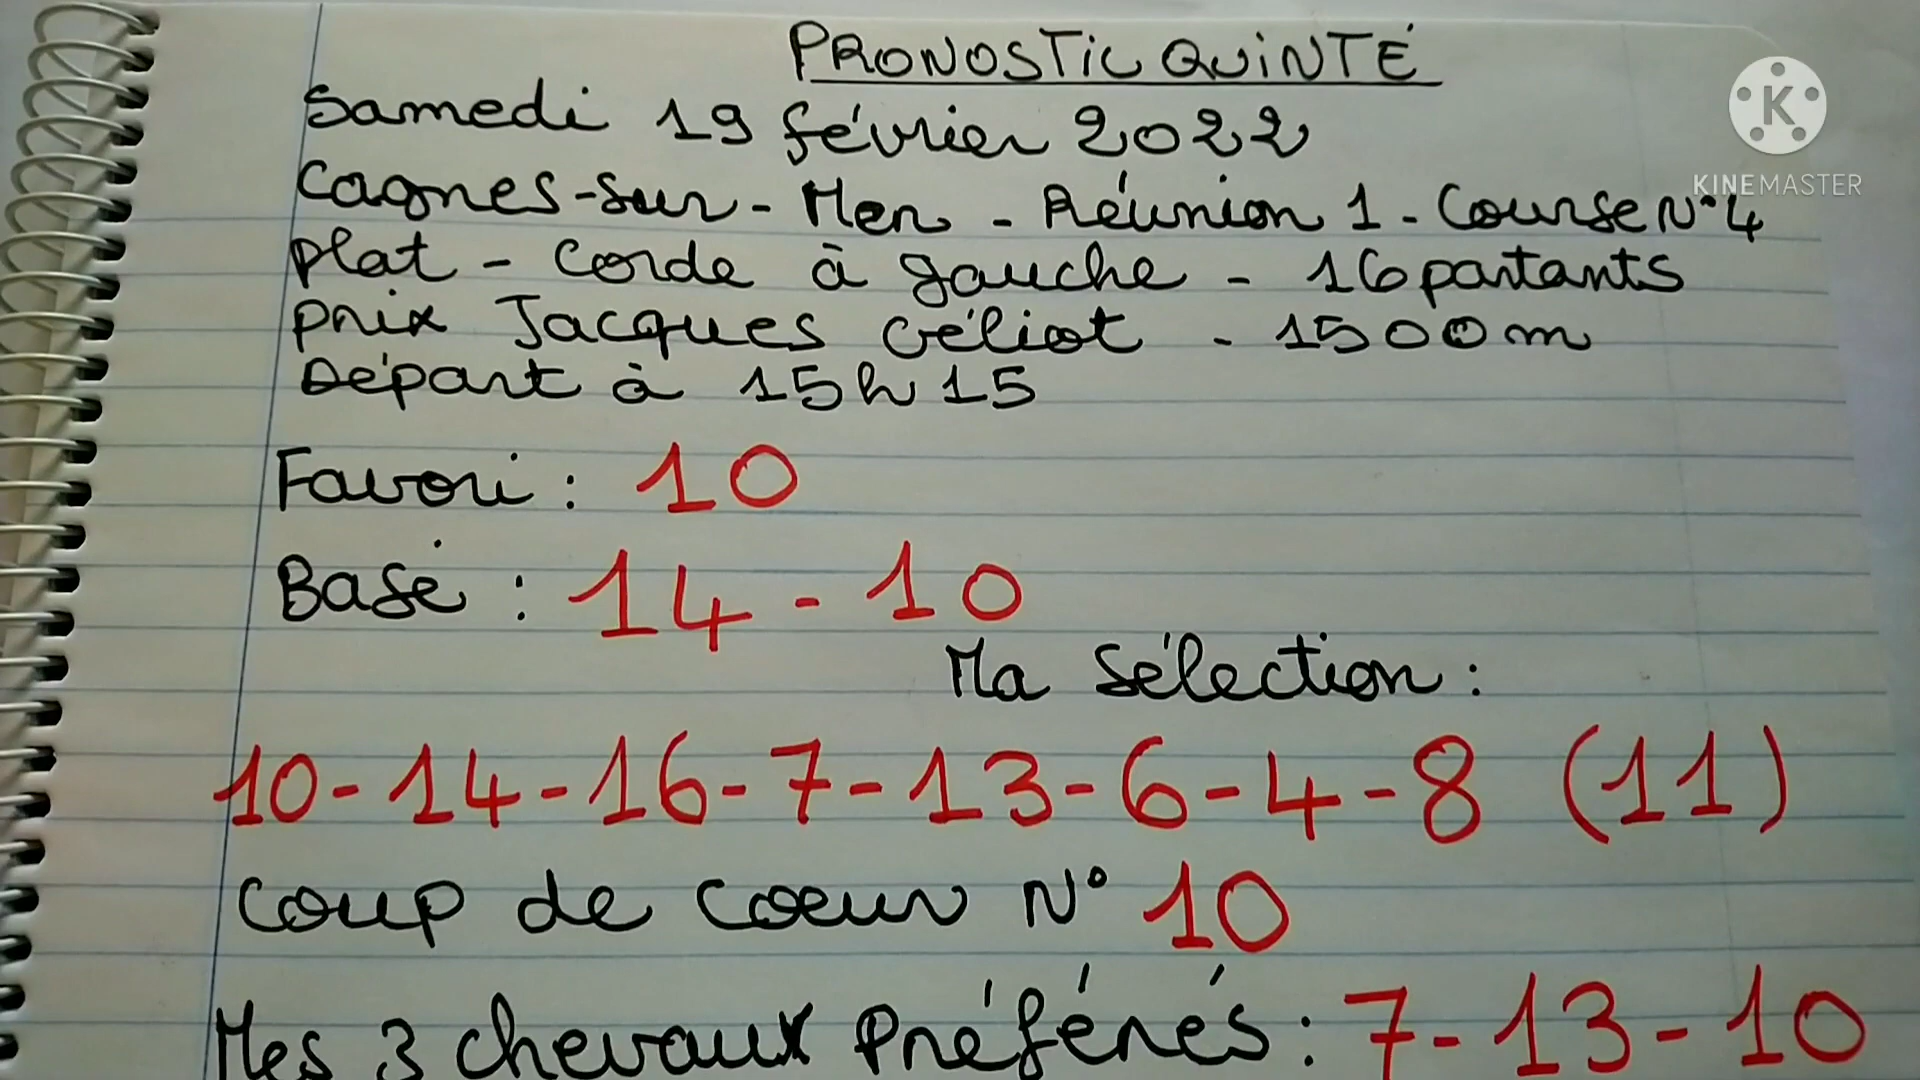 PRONOSTIC QUINTÉ
Samedi 19 février 2022
Cagnes-sur-Mer - Réunion 1 - Course N°4
Plat - Corde à gauche - 16 partants
Prix Jacques Géliot - 1500m
Départ à 15h15
Favori : 10
Base : 14 - 10
Ma Sélection :
10-14-16-7-13-6-4-8 (11)
Coup de coeur N° 10
Mes 3 chevaux Préférés : 7-13-10
KINEMASTER